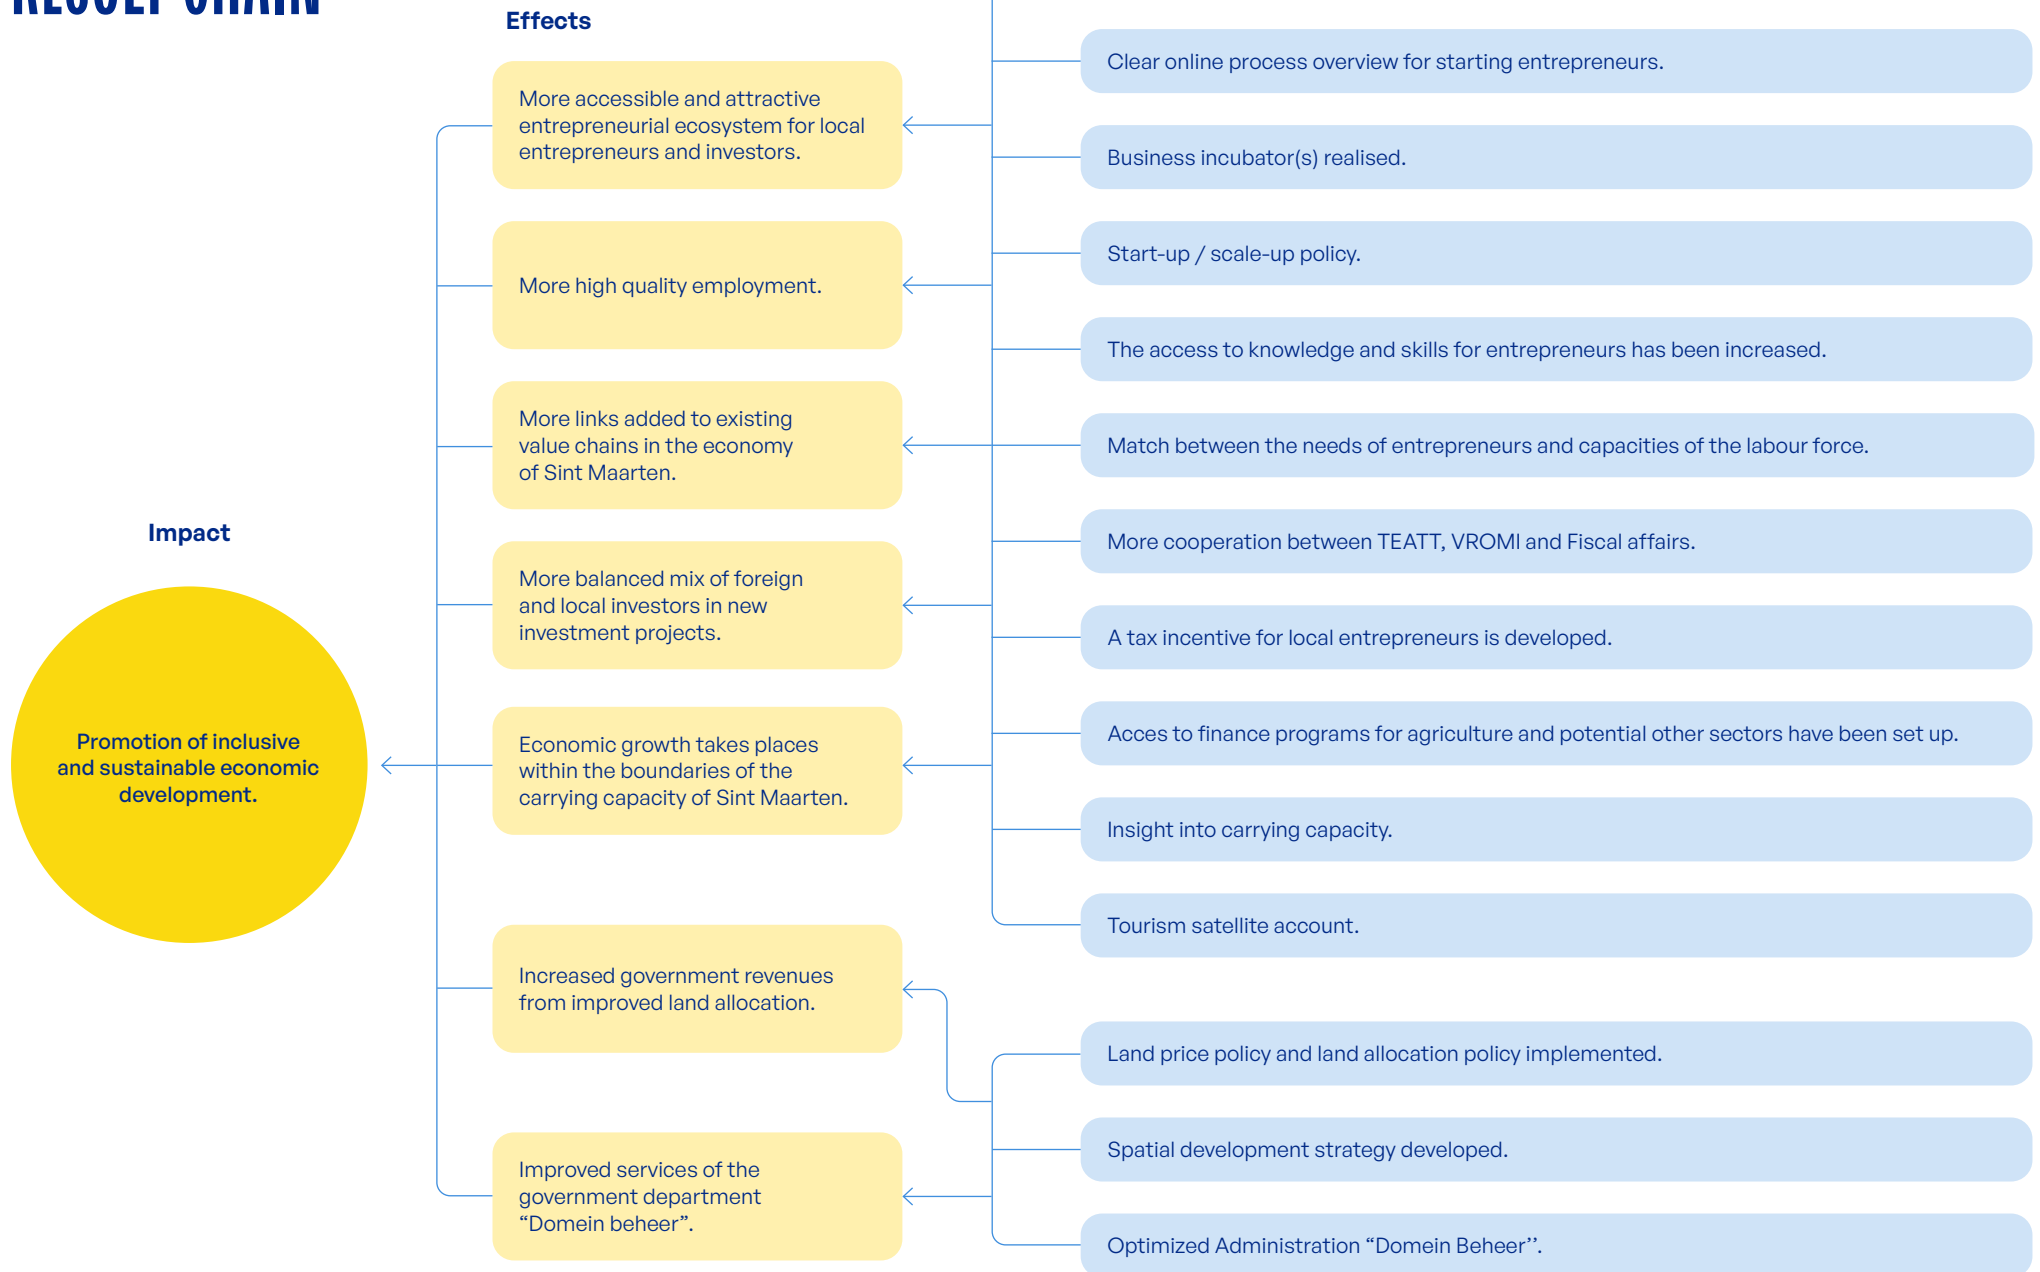 RESULT CHAIN
Effects
More accessible and attractive
entrepreneurial ecosystem for local
entrepreneurs and investors.
More high quality employment.
More links added to existing
value chains in the economy
of Sint Maarten.
More balanced mix of foreign
and local investors in new
investment projects.
Economic growth takes places
within the boundaries of the
carrying capacity of Sint Maarten.
Increased government revenues
from improved land allocation.
Improved services of the
government department
“Domein beheer”.
Impact
Promotion of inclusive
and sustainable economic
development.
Clear online process overview for starting entrepreneurs.
Business incubator(s) realised.
Start-up / scale-up policy.
The access to knowledge and skills for entrepreneurs has been increased.
Match between the needs of entrepreneurs and capacities of the labour force.
More cooperation between TEATT, VROMI and Fiscal affairs.
A tax incentive for local entrepreneurs is developed.
Acces to finance programs for agriculture and potential other sectors have been set up.
Insight into carrying capacity.
Tourism satellite account.
Land price policy and land allocation policy implemented.
Spatial development strategy developed.
Optimized Administration “Domein Beheer’’.